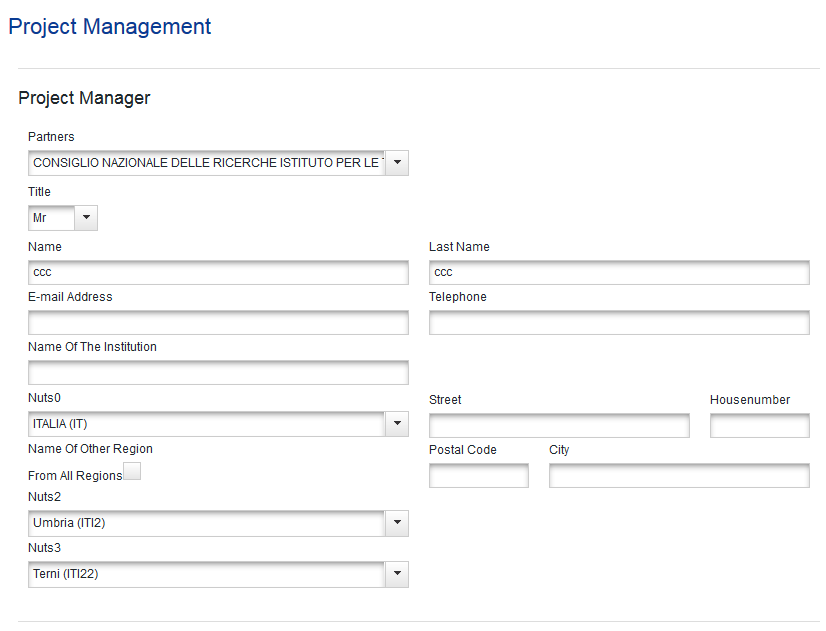 Project Management
Project Manager
Partners
CONSIGLIO NAZIONALE DELLE RICERCHE ISTITUTO PER LE
Title
Mr
Name Last Name
ccc ccc
E-mail Address Telephone
Name Of The Institution
Nuts0 Street Housenumber
ITALIA (IT)
Name Of Other Region Postal Code City
From All Regions
Nuts2
Umbria (ITI2)
Nuts3
Terni (ITI22)